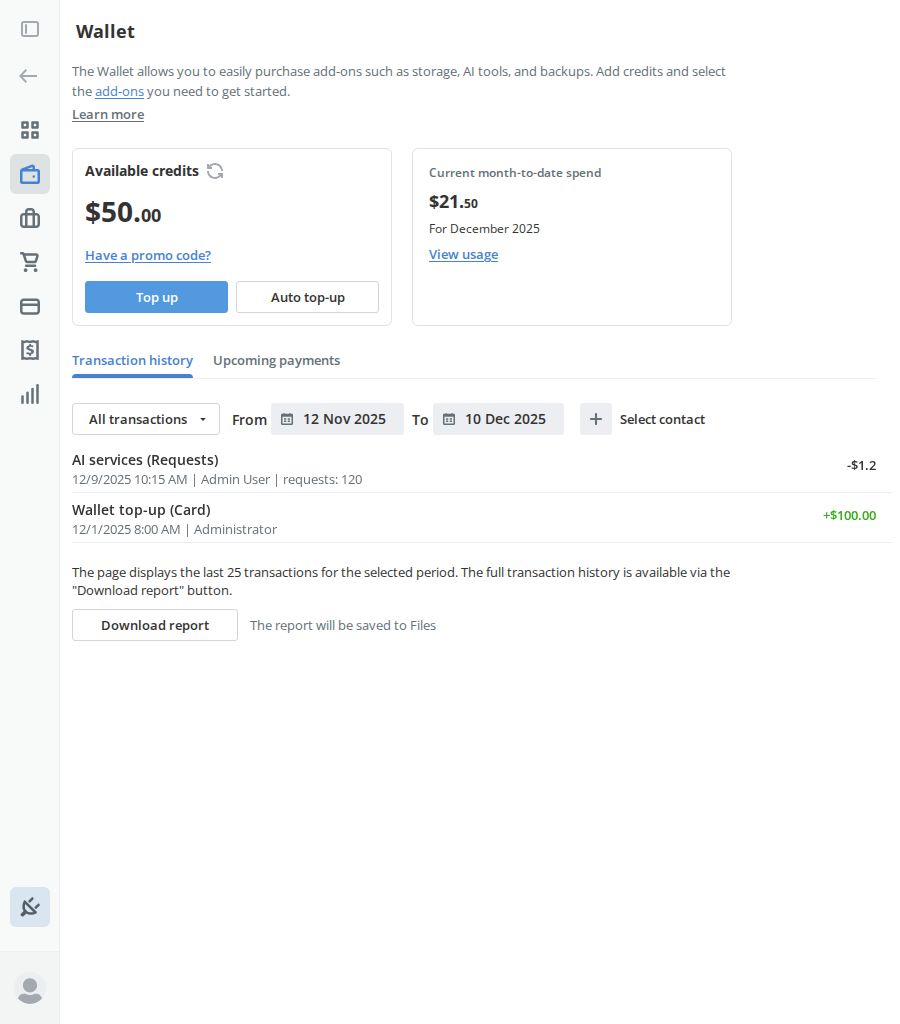 Wallet
The Wallet allows you to easily purchase add-ons such as storage, AI tools, and backups. Add credits and select
the add-ons you need to get started.
Learn more
Available credits
$50.00
Have a promo code?
Top up
Auto top-up
Current month-to-date spend
$21.50
For December 2025
View usage
Transaction history
Upcoming payments
All transactions
From
12 Nov 2025
To
10 Dec 2025
Select contact
AI services (Requests)
12/9/2025 10:15 AM | Admin User | requests: 120
-$1.2
Wallet top-up (Card)
12/1/2025 8:00 AM | Administrator
+$100.00
The page displays the last 25 transactions for the selected period. The full transaction history is available via the
"Download report" button.
Download report
The report will be saved to Files